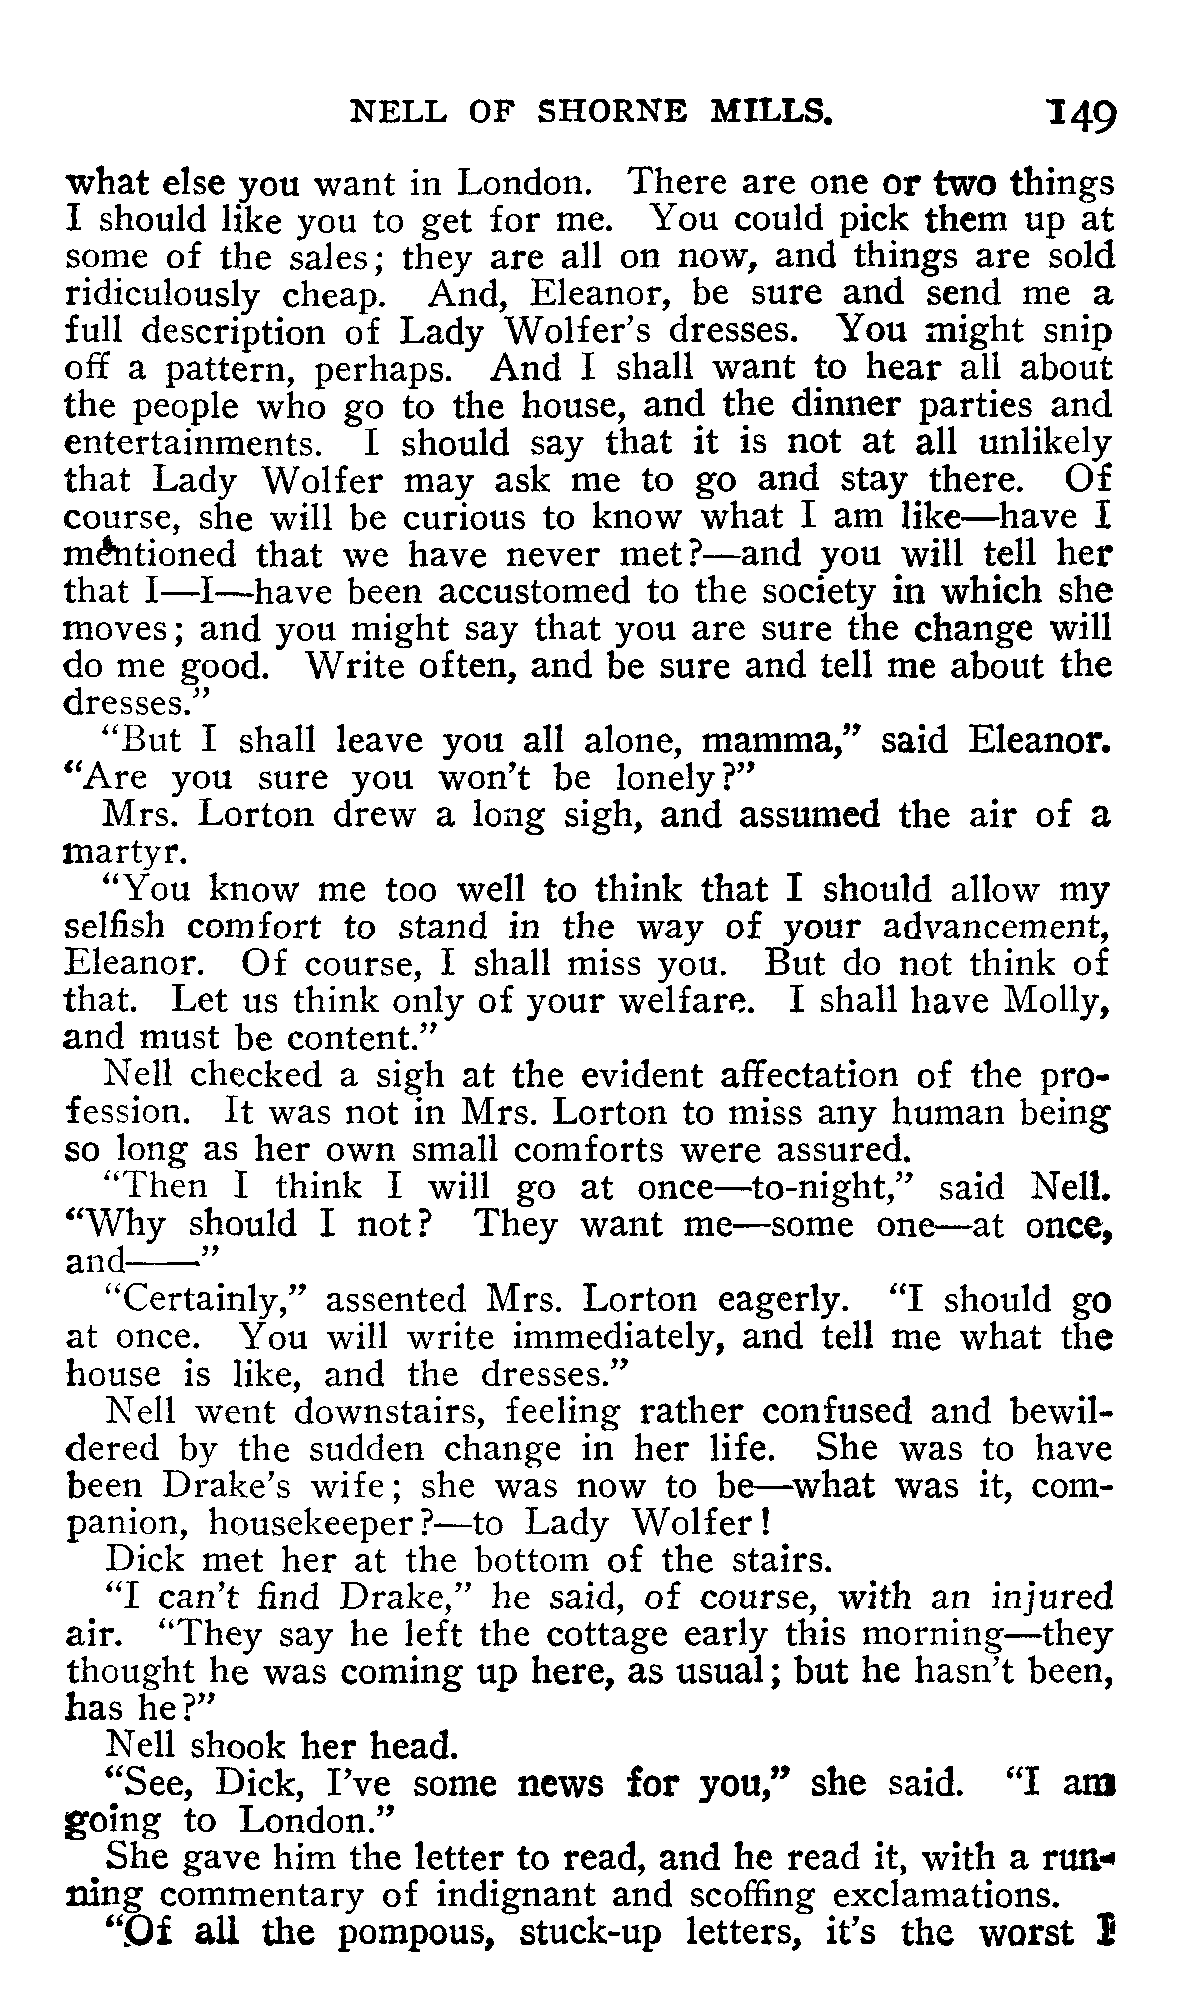 NELL OF SHORNE MILLS. 149
what else you want in London. There are one or two things
I should like you to get for me. You could pick them up at
some of the sales; they are all on now, and things are sold
ridiculously cheap. And, Eleanor, be sure and send me a
full description of Lady Wolfer's dresses. You might snip
off a pattern, perhaps. And I shall want to hear all about
the people who go to the house, and the dinner parties and
entertainments. I should say that it is not at all unlikely
that Lady Wolfer may ask me to go and stay there. Of
course, she will be curious to know what I am like—have I
mentioned that we have never met?—and you will tell her
that I—I—have been accustomed to the society in which she
moves; and you might say that you are sure the change will
do me good. Write often, and be sure and tell me about the
dresses."
"But I shall leave you all alone, mamma," said Eleanor.
"Are you sure you won't be lonely?"
Mrs. Lorton drew a long sigh, and assumed the air of a
martyr.
"You know me too well to think that I should allow my
selfish comfort to stand in the way of your advancement,
Eleanor. Of course, I shall miss you. But do not think of
that. Let us think only of your welfare. I shall have Molly,
and must be content."
Nell checked a sigh at the evident affectation of the pro-
fession. It was not in Mrs. Lorton to miss any human being
so long as her own small comforts were assured.
"Then I think I will go at once—to-night," said Nell.
"Why should I not? They want me—some one—at once,
and——"
"Certainly," assented Mrs. Lorton eagerly. "I should go
at once. You will write immediately, and tell me what the
house is like, and the dresses."
Nell went downstairs, feeling rather confused and bewil-
dered by the sudden change in her life. She was to have
been Drake's wife; she was now to be—what was it, com-
panion, housekeeper?—to Lady Wolfer!
Dick met her at the bottom of the stairs.
"I can't find Drake," he said, of course, with an injured
air. "They say he left the cottage early this morning—they
thought he was coming up here, as usual; but he hasn't been,
has he?"
Nell shook her head.
"See, Dick, I've some news for you," she said. "I am
going to London."
She gave him the letter to read, and he read it, with a run-
ning commentary of indignant and scoffing exclamations.
"Of all the pompous, stuck-up letters, it's the worst I